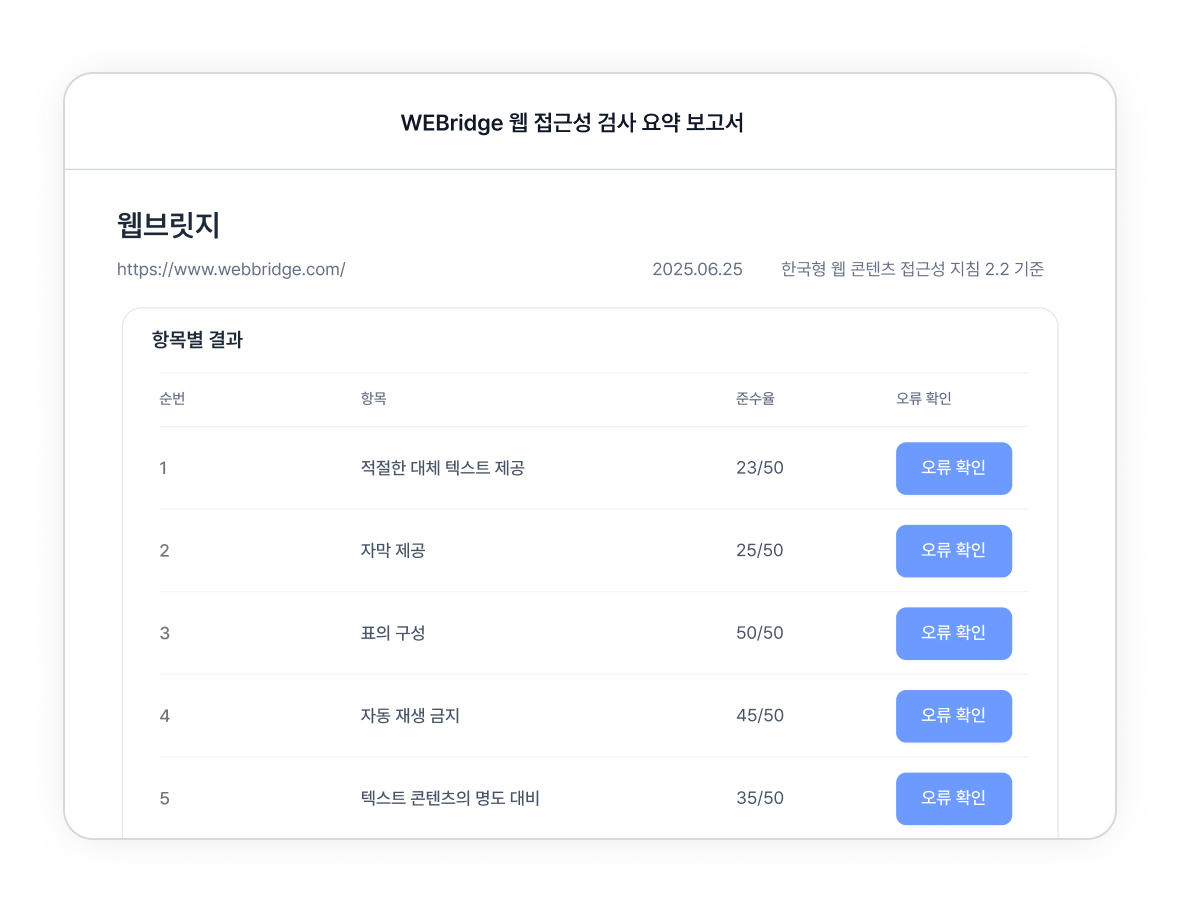 WEBridge 웹 접근성 검사 요약 보고서
웹브릿지
https://www.webbridge.com/ 2025.06.25 한국형 웹 콘텐츠 접근성 지침 2.2 기준
항목별 결과
순번 항목 준수율 오류 확인
1 적절한 대체 텍스트 제공 23/50 오류 확인
2 자막 제공 25/50 오류 확인
3 표의 구성 50/50 오류 확인
4 자동 재생 금지 45/50 오류 확인
5 텍스트 콘텐츠의 명도 대비 35/50 오류 확인